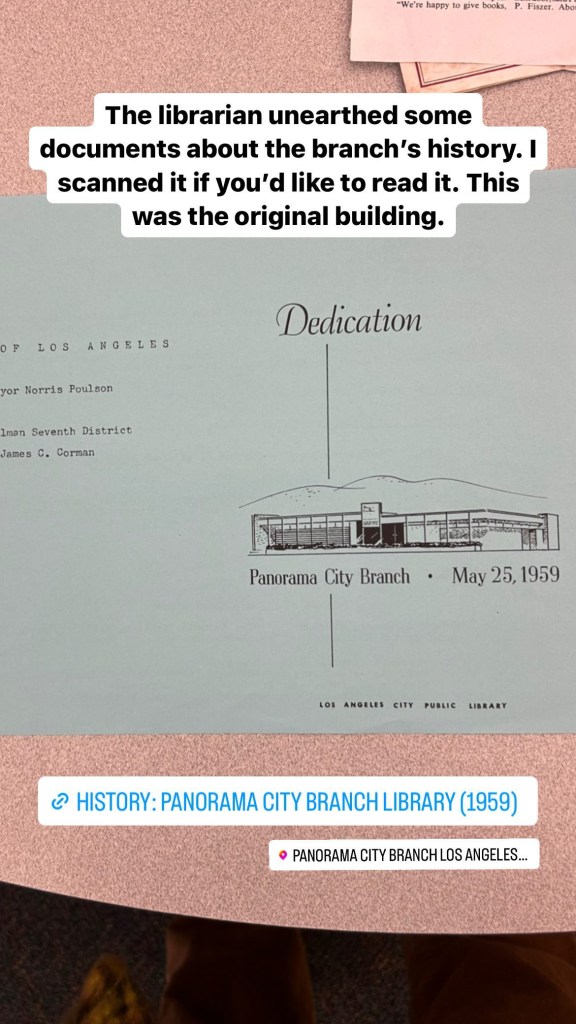 "We're happy to give books, P. Fiszer. Abo
The librarian unearthed some
documents about the branch's history. I
scanned it if you'd like to read it. This
was the original building.
Dedication
OF LOS ANGELES
yor Norris Poulson
lman Seventh District
James C. Corman
Panorama City Branch • May 25, 1959
LOS ANGELES CITY PUBLIC LIBRARY
HISTORY: PANORAMA CITY BRANCH LIBRARY (1959)
PANORAMA CITY BRANCH LOS ANGELES...